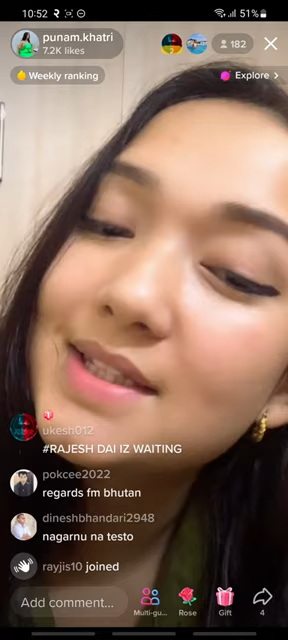 10:52
51%
punam.khatri
7.2K likes
182
Weekly ranking
Explore
ukesh012
#RAJESH DAI IZ WAITING
pokcee2022
regards fm bhutan
dineshbhandari2948
nagarnu na testo
rayjis10 joined
Add comment...
Multi-gu...
Rose
Gift
4